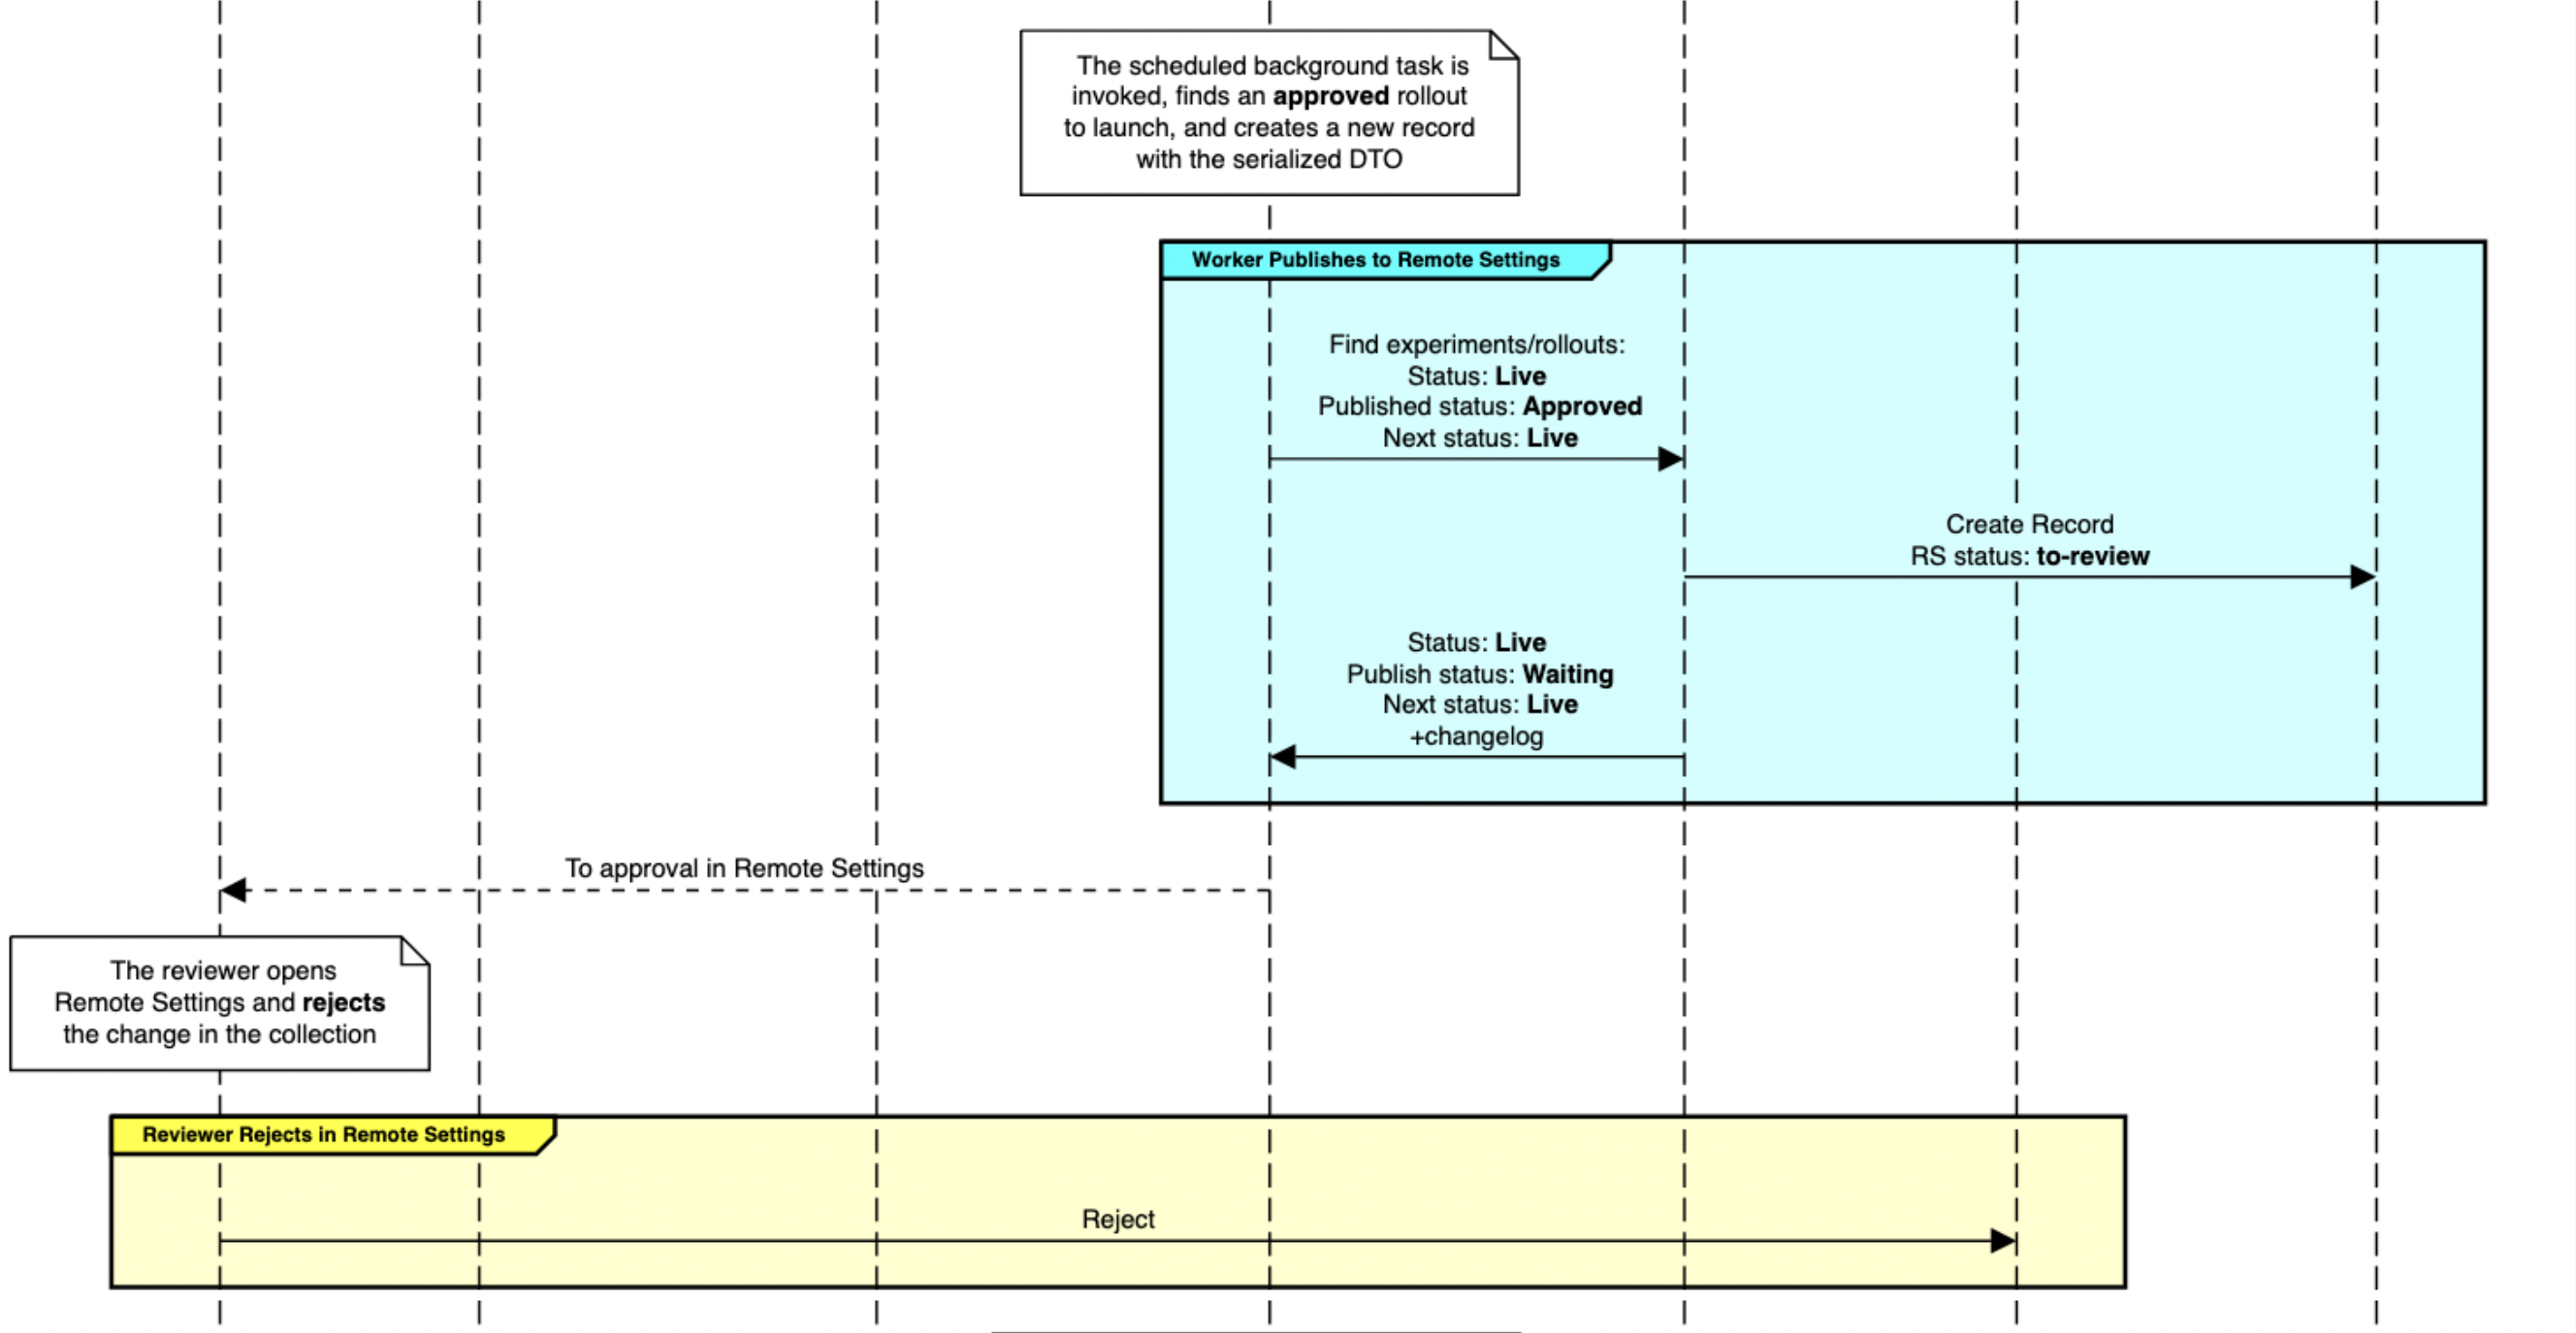 The scheduled background task is
invoked, finds an approved rollout
to launch, and creates a new record
with the serialized DTO
Worker Publishes to Remote Settings
Find experiments/rollouts:
Status: Live
Published status: Approved
Next status: Live
Create Record
RS status: to-review
Status: Live
Publish status: Waiting
Next status: Live
+changelog
To approval in Remote Settings
The reviewer opens
Remote Settings and rejects
the change in the collection
Reviewer Rejects in Remote Settings
Reject